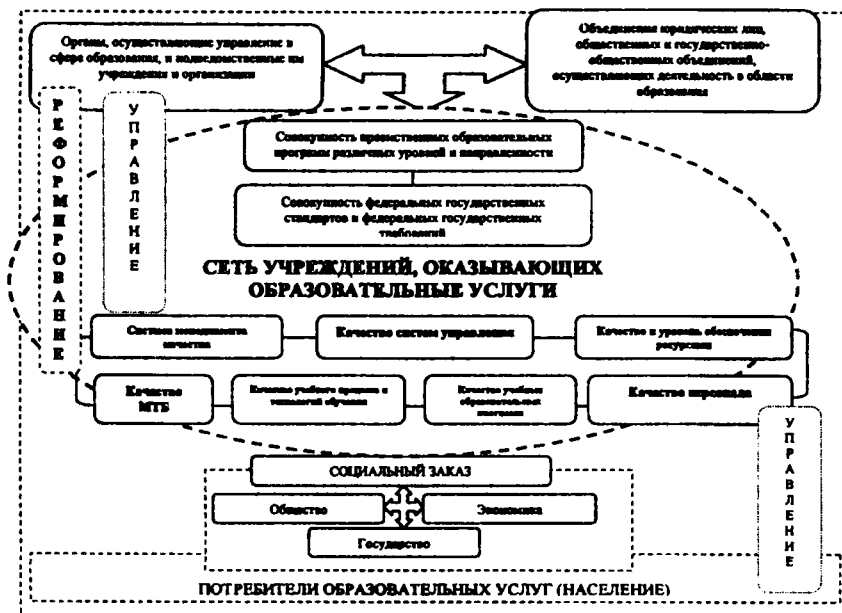 Органы, осуществляющие управление в
сфере образования, и подведомственные им
учреждения и организации
Объединения юридических лиц,
общественных и государственно-
общественных объединений,
осуществляющих деятельность в области
образования
РЕФОРМИРОВАНИЕ
УПРАВЛЕНИЕ
Совокупность преемственных образовательных
программ различных уровней и направленности
Совокупность федеральных государственных
стандартов и федеральных государственных
требований
СЕТЬ УЧРЕЖДЕНИЙ, ОКАЗЫВАЮЩИХ
ОБРАЗОВАТЕЛЬНЫЕ УСЛУГИ
Система менеджмента
качества
Качество систем управления
Качество и уровень обеспечения
ресурсами
Качество
МТБ
Качество учебного процесса и
технологий обучения
Качество учебных
образовательных
программ
Качество персонала
УПРАВЛЕНИЕ
СОЦИАЛЬНЫЙ ЗАКАЗ
Общество
Экономика
Государство
ПОТРЕБИТЕЛИ ОБРАЗОВАТЕЛЬНЫХ УСЛУГ (НАСЕЛЕНИЕ)